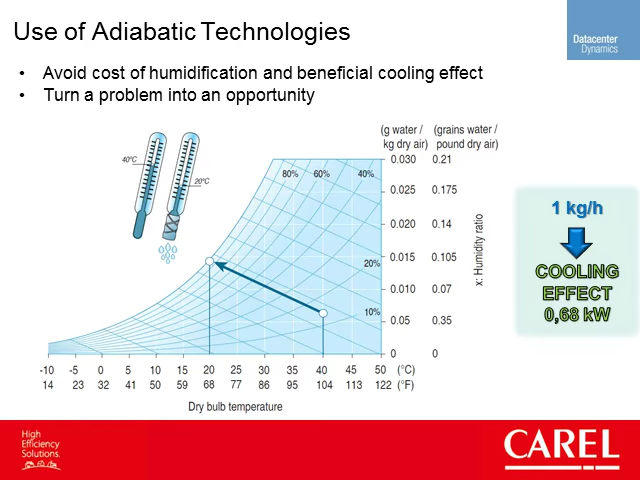 Use of Adiabatic Technologies
Datacenter
Dynamics
• Avoid cost of humidification and beneficial cooling effect
• Turn a problem into an opportunity
(g water / (grains water /
kg dry air) pound dry air)
40°C
20°C
80% 60% 40%
20%
10%
0.030 0.21
0.025 0.175
0.020 0.14
0.015 0.105
0.010 0.07
0.05 0.35
0 0
x: Humidity ratio
-10 -5 0 5 10 15 20 25 30 35 40 45 50 (°C)
14 23 32 41 50 59 68 77 86 95 104 113 122 (°F)
Dry bulb temperature
1 kg/h
COOLING
EFFECT
0,68 kW
High
Efficiency
Solutions.
CAREL